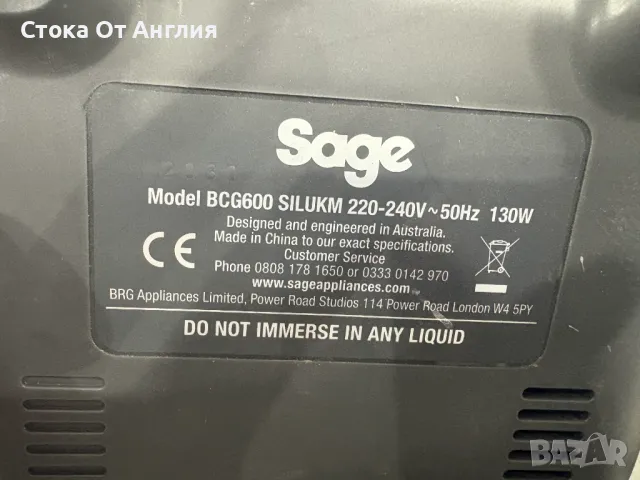 Стока От Англия
Sage
2131
Model BCG600 SILUKM 220-240V~50Hz 130W
Designed and engineered in Australia.
Made in China to our exact specifications.
Customer Service
Phone 0808 178 1650 or 0333 0142 970
www.sageappliances.com
BRG Appliances Limited, Power Road Studios 114 Power Road London W4 5PY
CE
DO NOT IMMERSE IN ANY LIQUID
BAZAR